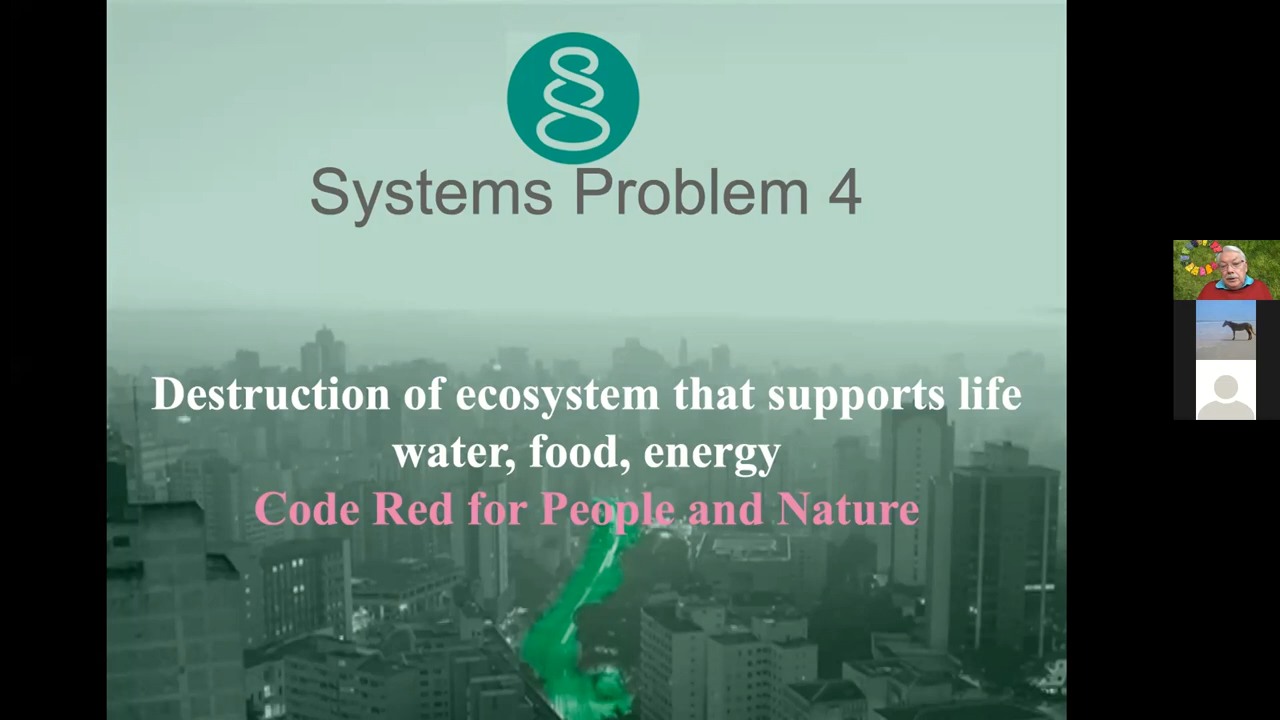 Systems Problem 4
Destruction of ecosystem that supports life
water, food, energy
Code Red for People and Nature